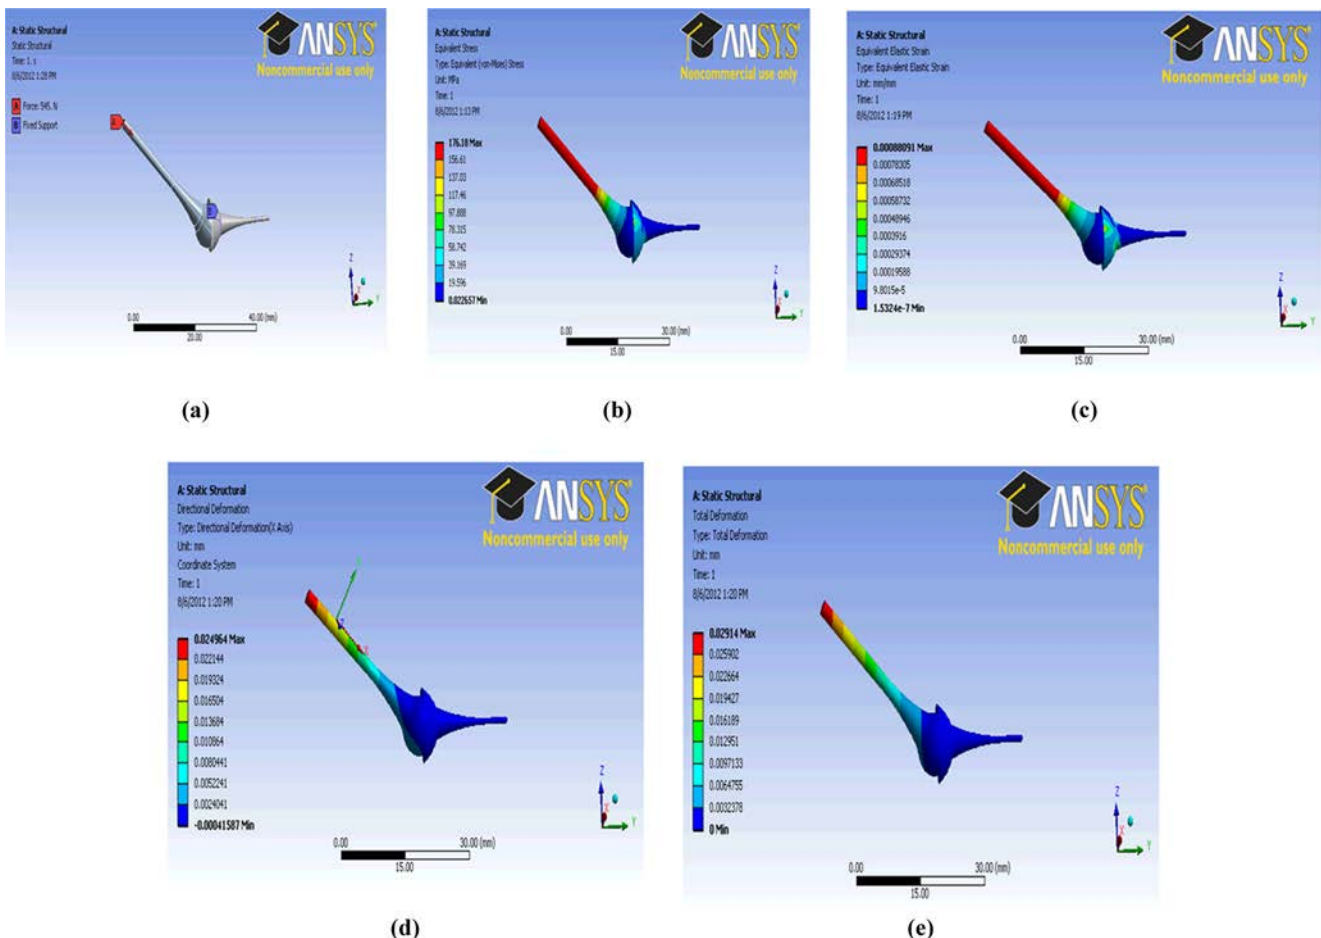 A: Static Structural
Static Structural
Time: 1. s
8/6/2012 1:28 PM
A Force: 545. N
B Fixed Support
ANSYS
Noncommercial use only
A
B
Z
X
Y
0.00 40.00 (mm)
20.00
(a)
A: Static Structural
Equivalent Stress
Type: Equivalent (von-Mises) Stress
Unit: MPa
Time: 1
8/6/2012 1:13 PM
ANSYS
Noncommercial use only
176.18 Max
156.61
137.03
117.46
97.888
78.315
58.742
39.169
19.596
0.022657 Min
Z
X
Y
0.00 30.00 (mm)
15.00
(b)
A: Static Structural
Equivalent Elastic Strain
Type: Equivalent Elastic Strain
Unit: mm/mm
Time: 1
8/6/2012 1:19 PM
ANSYS
Noncommercial use only
0.00088091 Max
0.00078305
0.00068518
0.00058732
0.00048946
0.0003916
0.00029374
0.00019588
9.8015e-5
1.5324e-7 Min
Z
X
Y
0.00 30.00 (mm)
15.00
(c)
A: Static Structural
Directional Deformation
Type: Directional Deformation(X Axis)
Unit: mm
Coordinate System
Time: 1
8/6/2012 1:20 PM
ANSYS
Noncommercial use only
0.024964 Max
0.022144
0.019324
0.016504
0.013684
0.010864
0.0080441
0.0052241
0.0024041
-0.00041587 Min
Z
X
Z
X
Y
0.00 30.00 (mm)
15.00
(d)
A: Static Structural
Total Deformation
Type: Total Deformation
Unit: mm
Time: 1
8/6/2012 1:20 PM
ANSYS
Noncommercial use only
0.02914 Max
0.025902
0.022664
0.019427
0.016189
0.012951
0.0097133
0.0064755
0.0032378
0 Min
Z
X
Y
0.00 30.00 (mm)
15.00
(e)